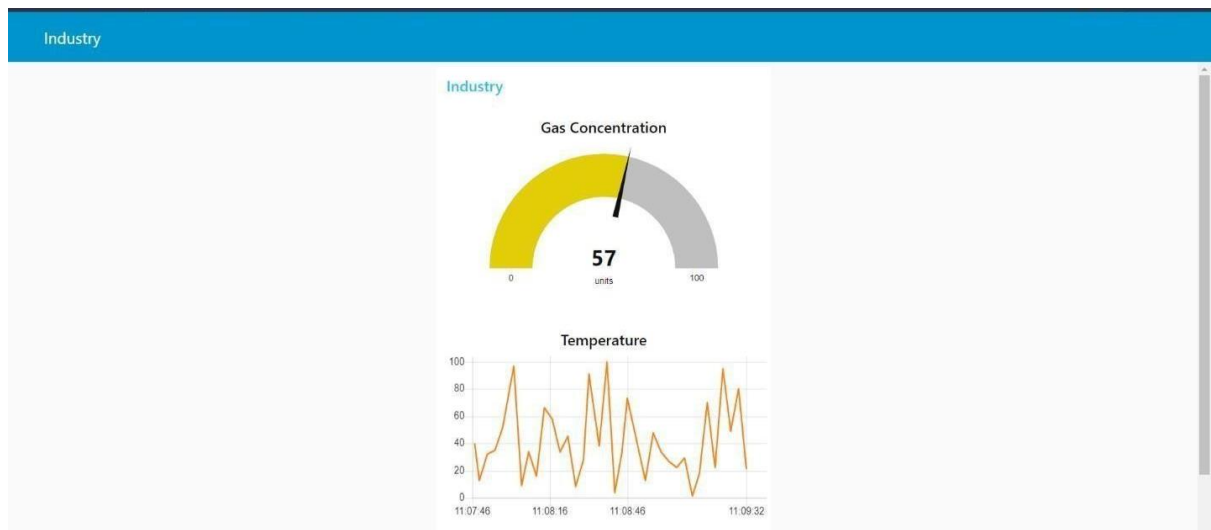 Industry
Industry
Gas Concentration
57
0
units
100
Temperature
100
80
60
40
20
0
11:07:46
11:08:16
11:08:46
11:09:32